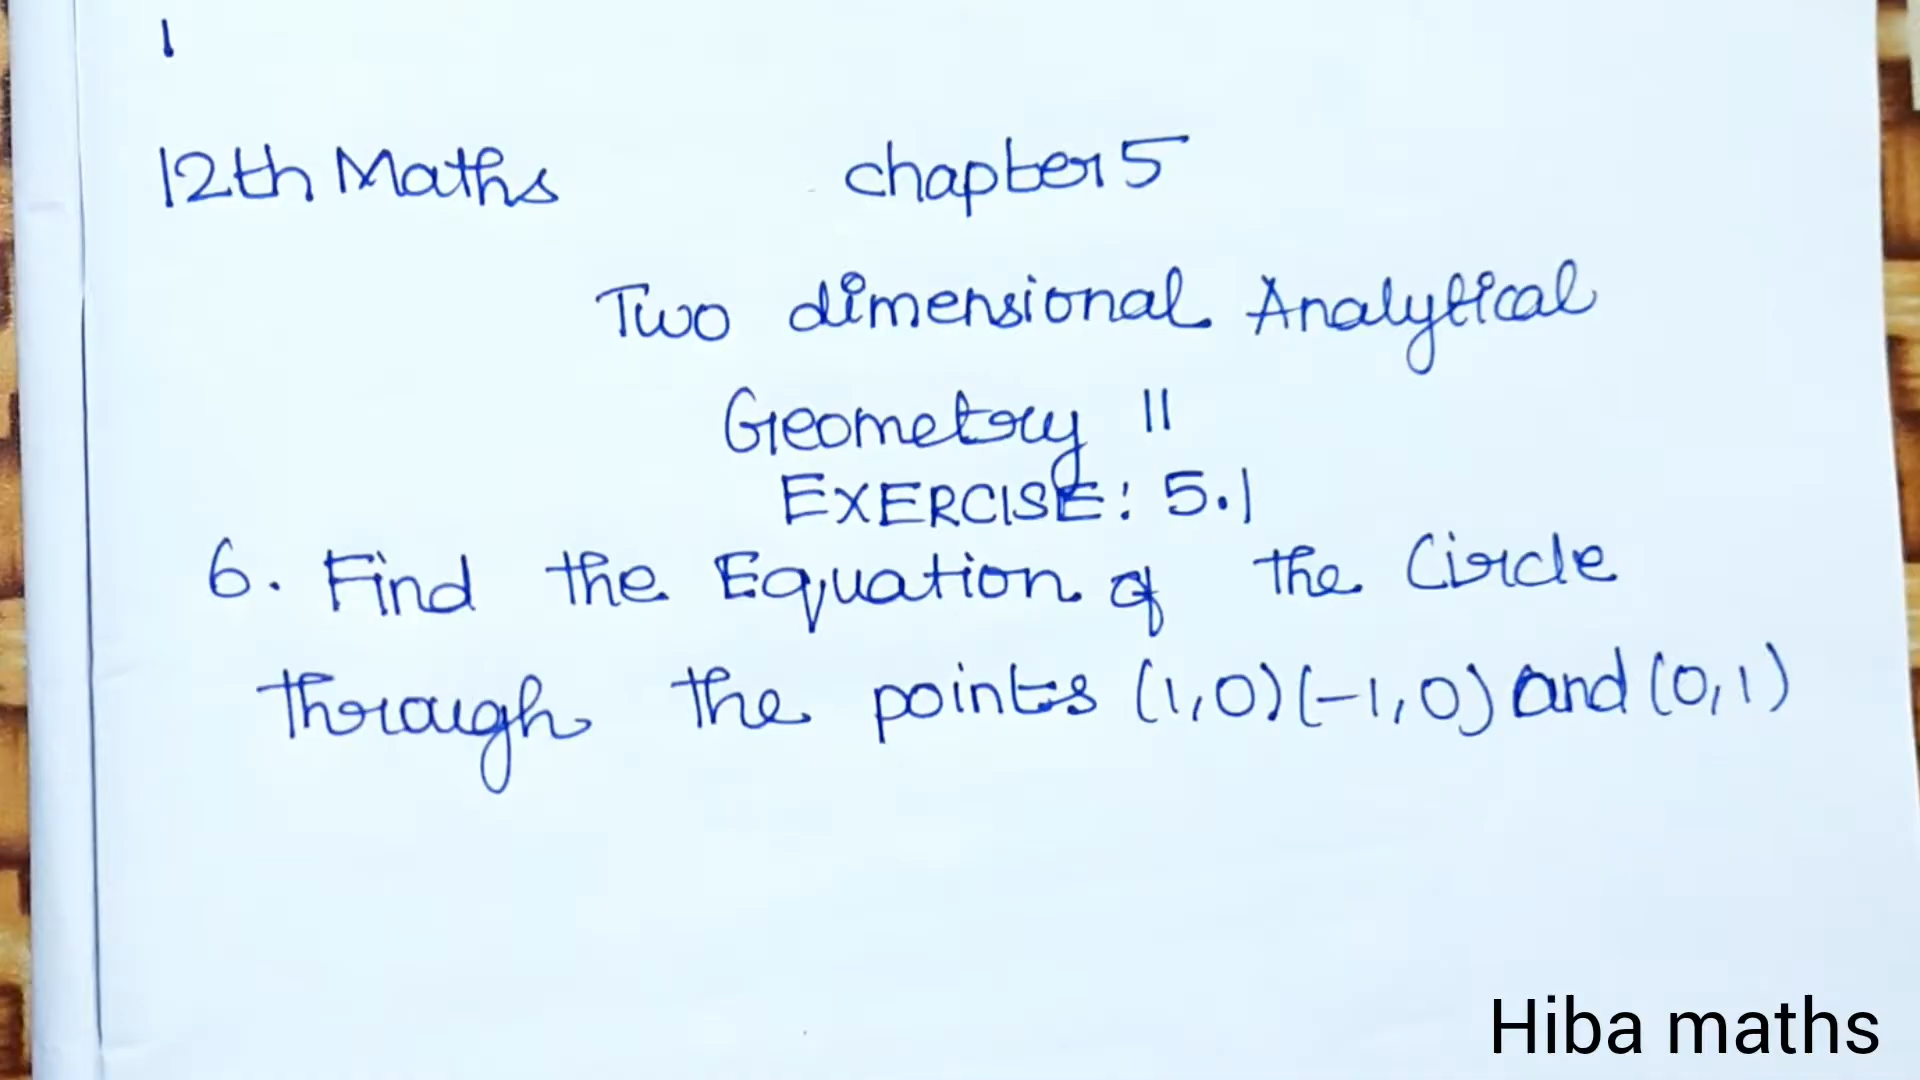 1
12th Maths chapter 5
Two dimensional Analytical
Geometry II
EXERCISE: 5.1
6. Find the Equation of the Circle
through the points (1,0)(-1,0) and (0,1)
Hiba maths